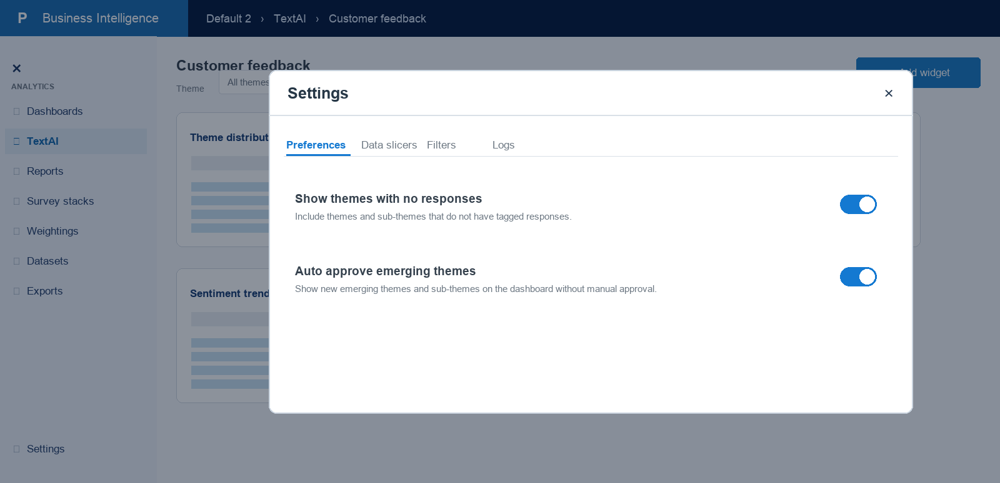 P Business Intelligence
Default 2 › TextAI › Customer feedback
×
ANALYTICS
Dashboards
TextAI
Reports
Survey stacks
Weightings
Datasets
Exports
Settings
Customer feedback
Theme All themes
widget
Theme
Sentiment trend
Settings ×
Preferences Data slicers Filters Logs
Show themes with no responses
Include themes and sub-themes that do not have tagged responses.
Auto approve emerging themes
Show new emerging themes and sub-themes on the dashboard without manual approval.